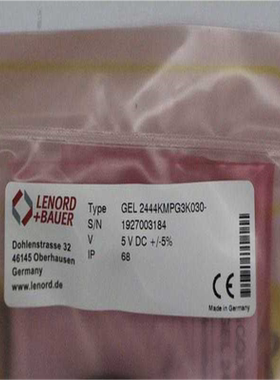 LENORD
+BAUER
Dohlenstrasse 32
46145 Oberhausen
Germany
www.lenord.de
Type GEL 2444KMPG3K030-
S/N 1927003184
V 5 V DC +/-5%
IP 68
CE Made in Germany